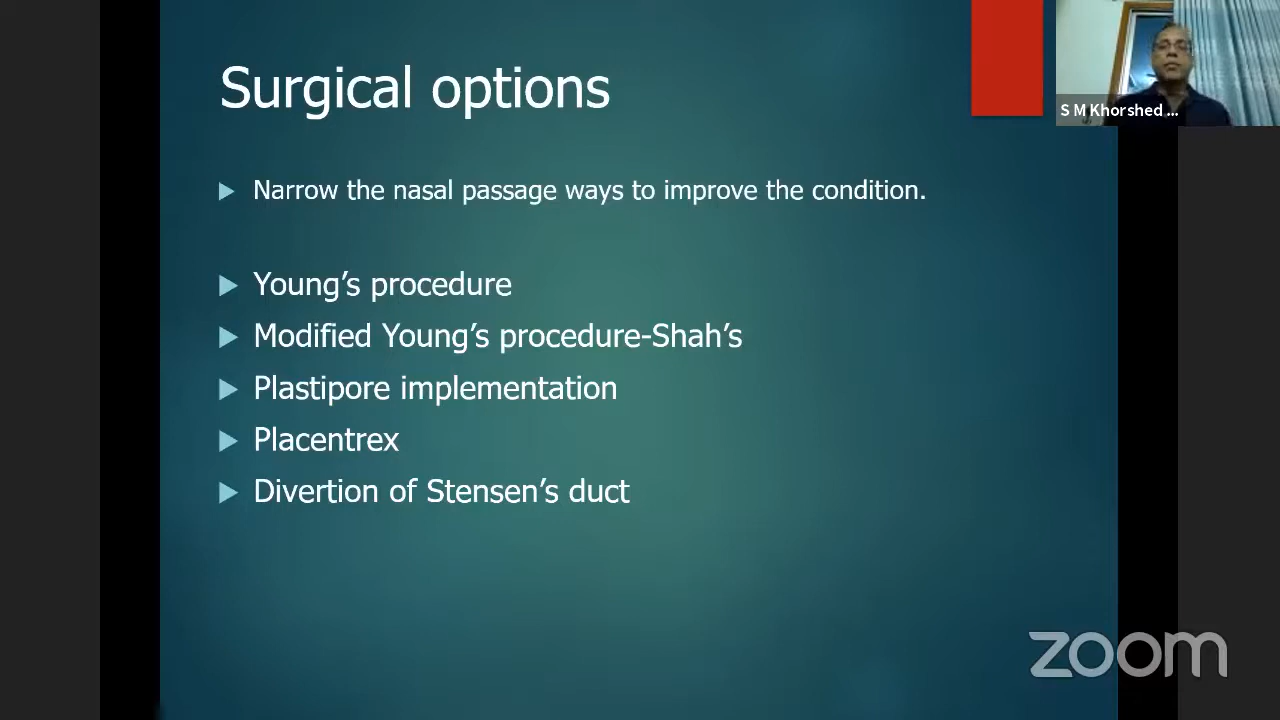 Surgical options
S M Khorshed ...
Narrow the nasal passage ways to improve the condition.
Young’s procedure
Modified Young’s procedure-Shah’s
Plastipore implementation
Placentrex
Divertion of Stensen’s duct
zoom